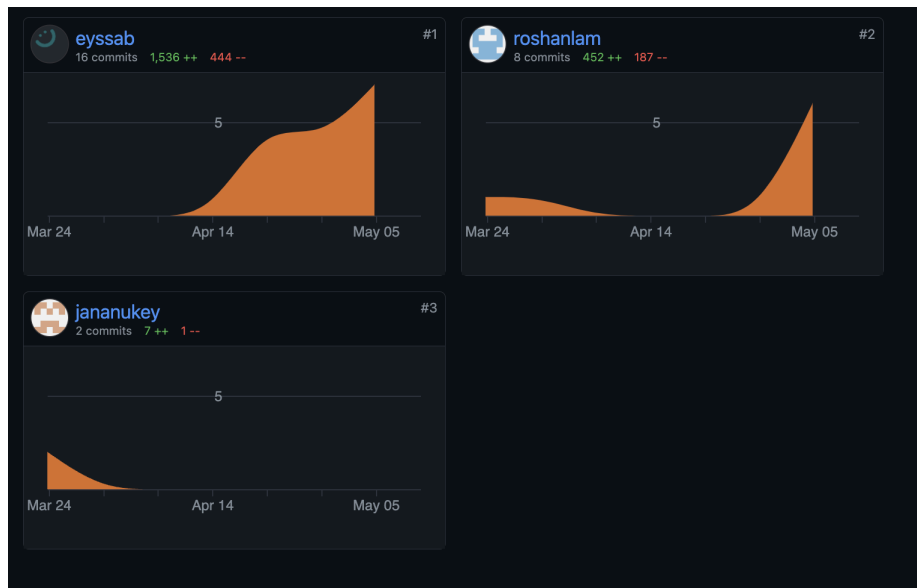 eyssab
#1
16 commits 1,536 ++ 444 --
5
Mar 24 Apr 14 May 05
roshanlam
#2
8 commits 452 ++ 187 --
5
Mar 24 Apr 14 May 05
jananukey
#3
2 commits 7 ++ 1 --
5
Mar 24 Apr 14 May 05